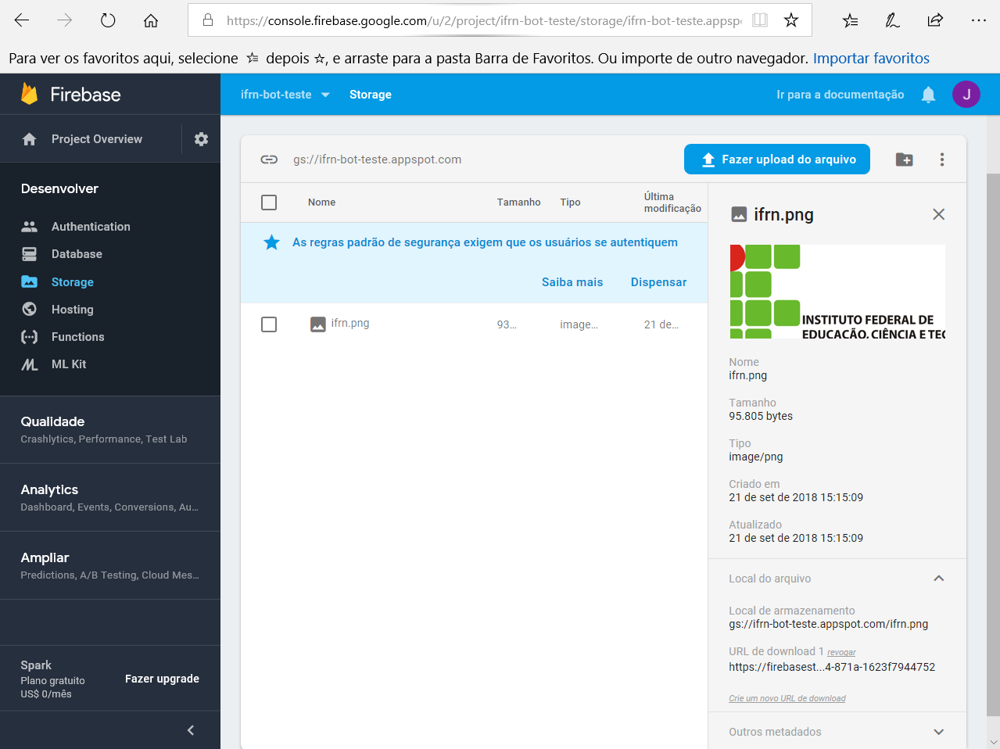 https://console.firebase.google.com/u/2/project/ifrn-bot-teste/storage/ifrn-bot-teste.appsp
Para ver os favoritos aqui, selecione depois ☆, e arraste para a pasta Barra de Favoritos. Ou importe de outro navegador. Importar favoritos
Firebase
ifrn-bot-teste
Storage
Ir para a documentação
J
Project Overview
Desenvolver
Authentication
Database
Storage
Hosting
Functions
ML Kit
Qualidade
Crashlytics, Performance, Test Lab
Analytics
Dashboard, Events, Conversions, Au...
Ampliar
Predictions, A/B Testing, Cloud Mes...
Spark
Plano gratuito
US$ 0/mês
Fazer upgrade
gs://ifrn-bot-teste.appspot.com
Fazer upload do arquivo
Nome
Tamanho
Tipo
Última
modificação
As regras padrão de segurança exigem que os usuários se autentiquem
Saiba mais
Dispensar
ifrn.png
93...
image...
21 de...
ifrn.png
INSTITUTO FEDERAL DE
EDUCAÇÃO, CIÊNCIA E TEC
Nome
ifrn.png
Tamanho
95.805 bytes
Tipo
image/png
Criado em
21 de set de 2018 15:15:09
Atualizado
21 de set de 2018 15:15:09
Local do arquivo
Local de armazenamento
gs://ifrn-bot-teste.appspot.com/ifrn.png
URL de download 1 revogar
https://firebasest...4-871a-1623f7944752
Crie um novo URL de download
Outros metadados